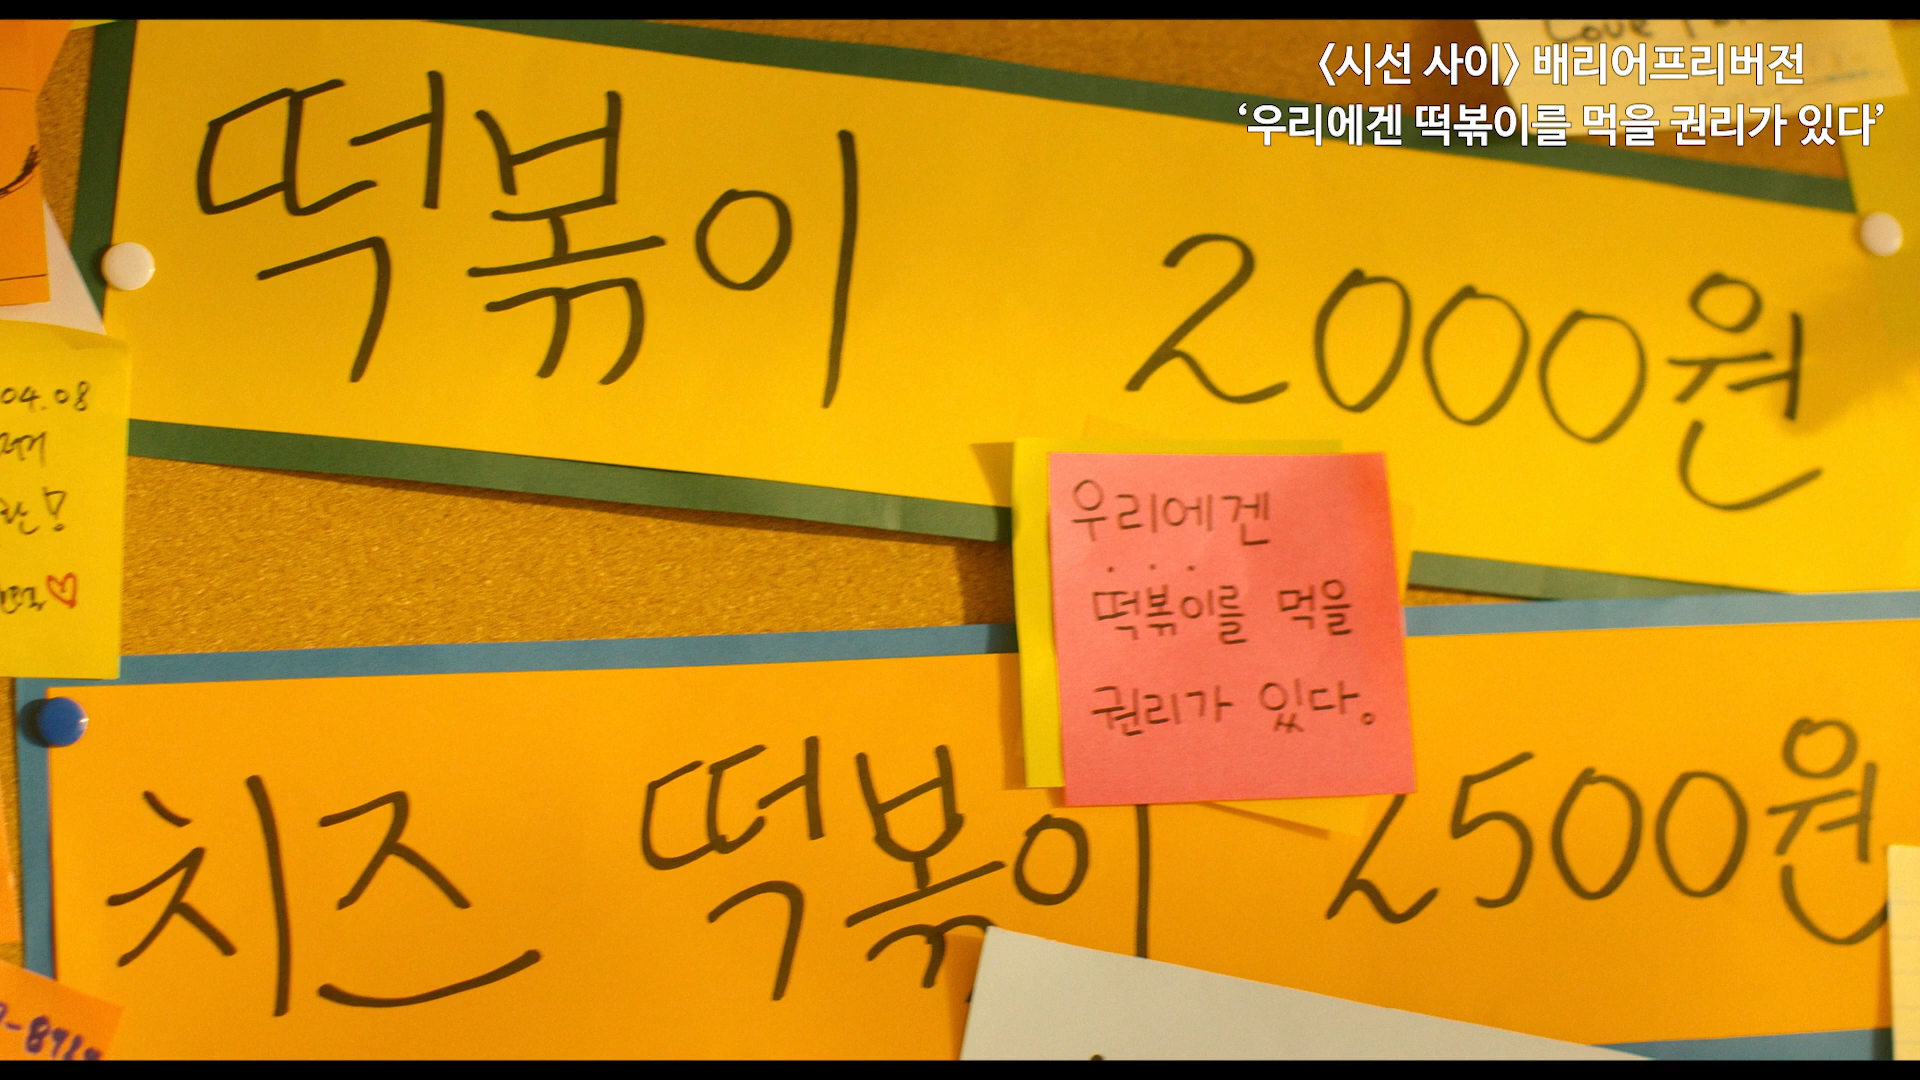 Love
〈시선 사이〉 배리어프리버전
‘우리에겐 떡볶이를 먹을 권리가 있다’
떡볶이 2000원
04.08
우리에겐
떡볶이를 먹을
권리가 있다.
치즈 떡볶이 2500원